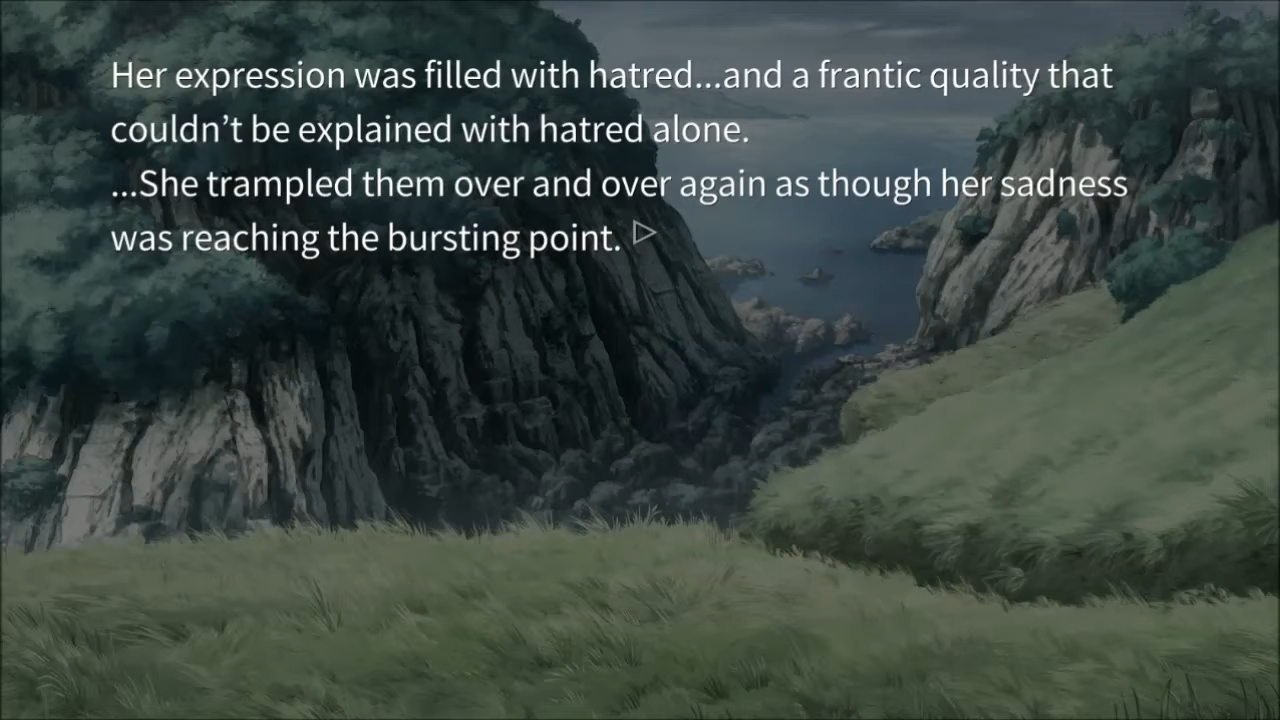 Her expression was filled with hatred...and a frantic quality that
couldn't be explained with hatred alone.
...She trampled them over and over again as though her sadness
was reaching the bursting point.